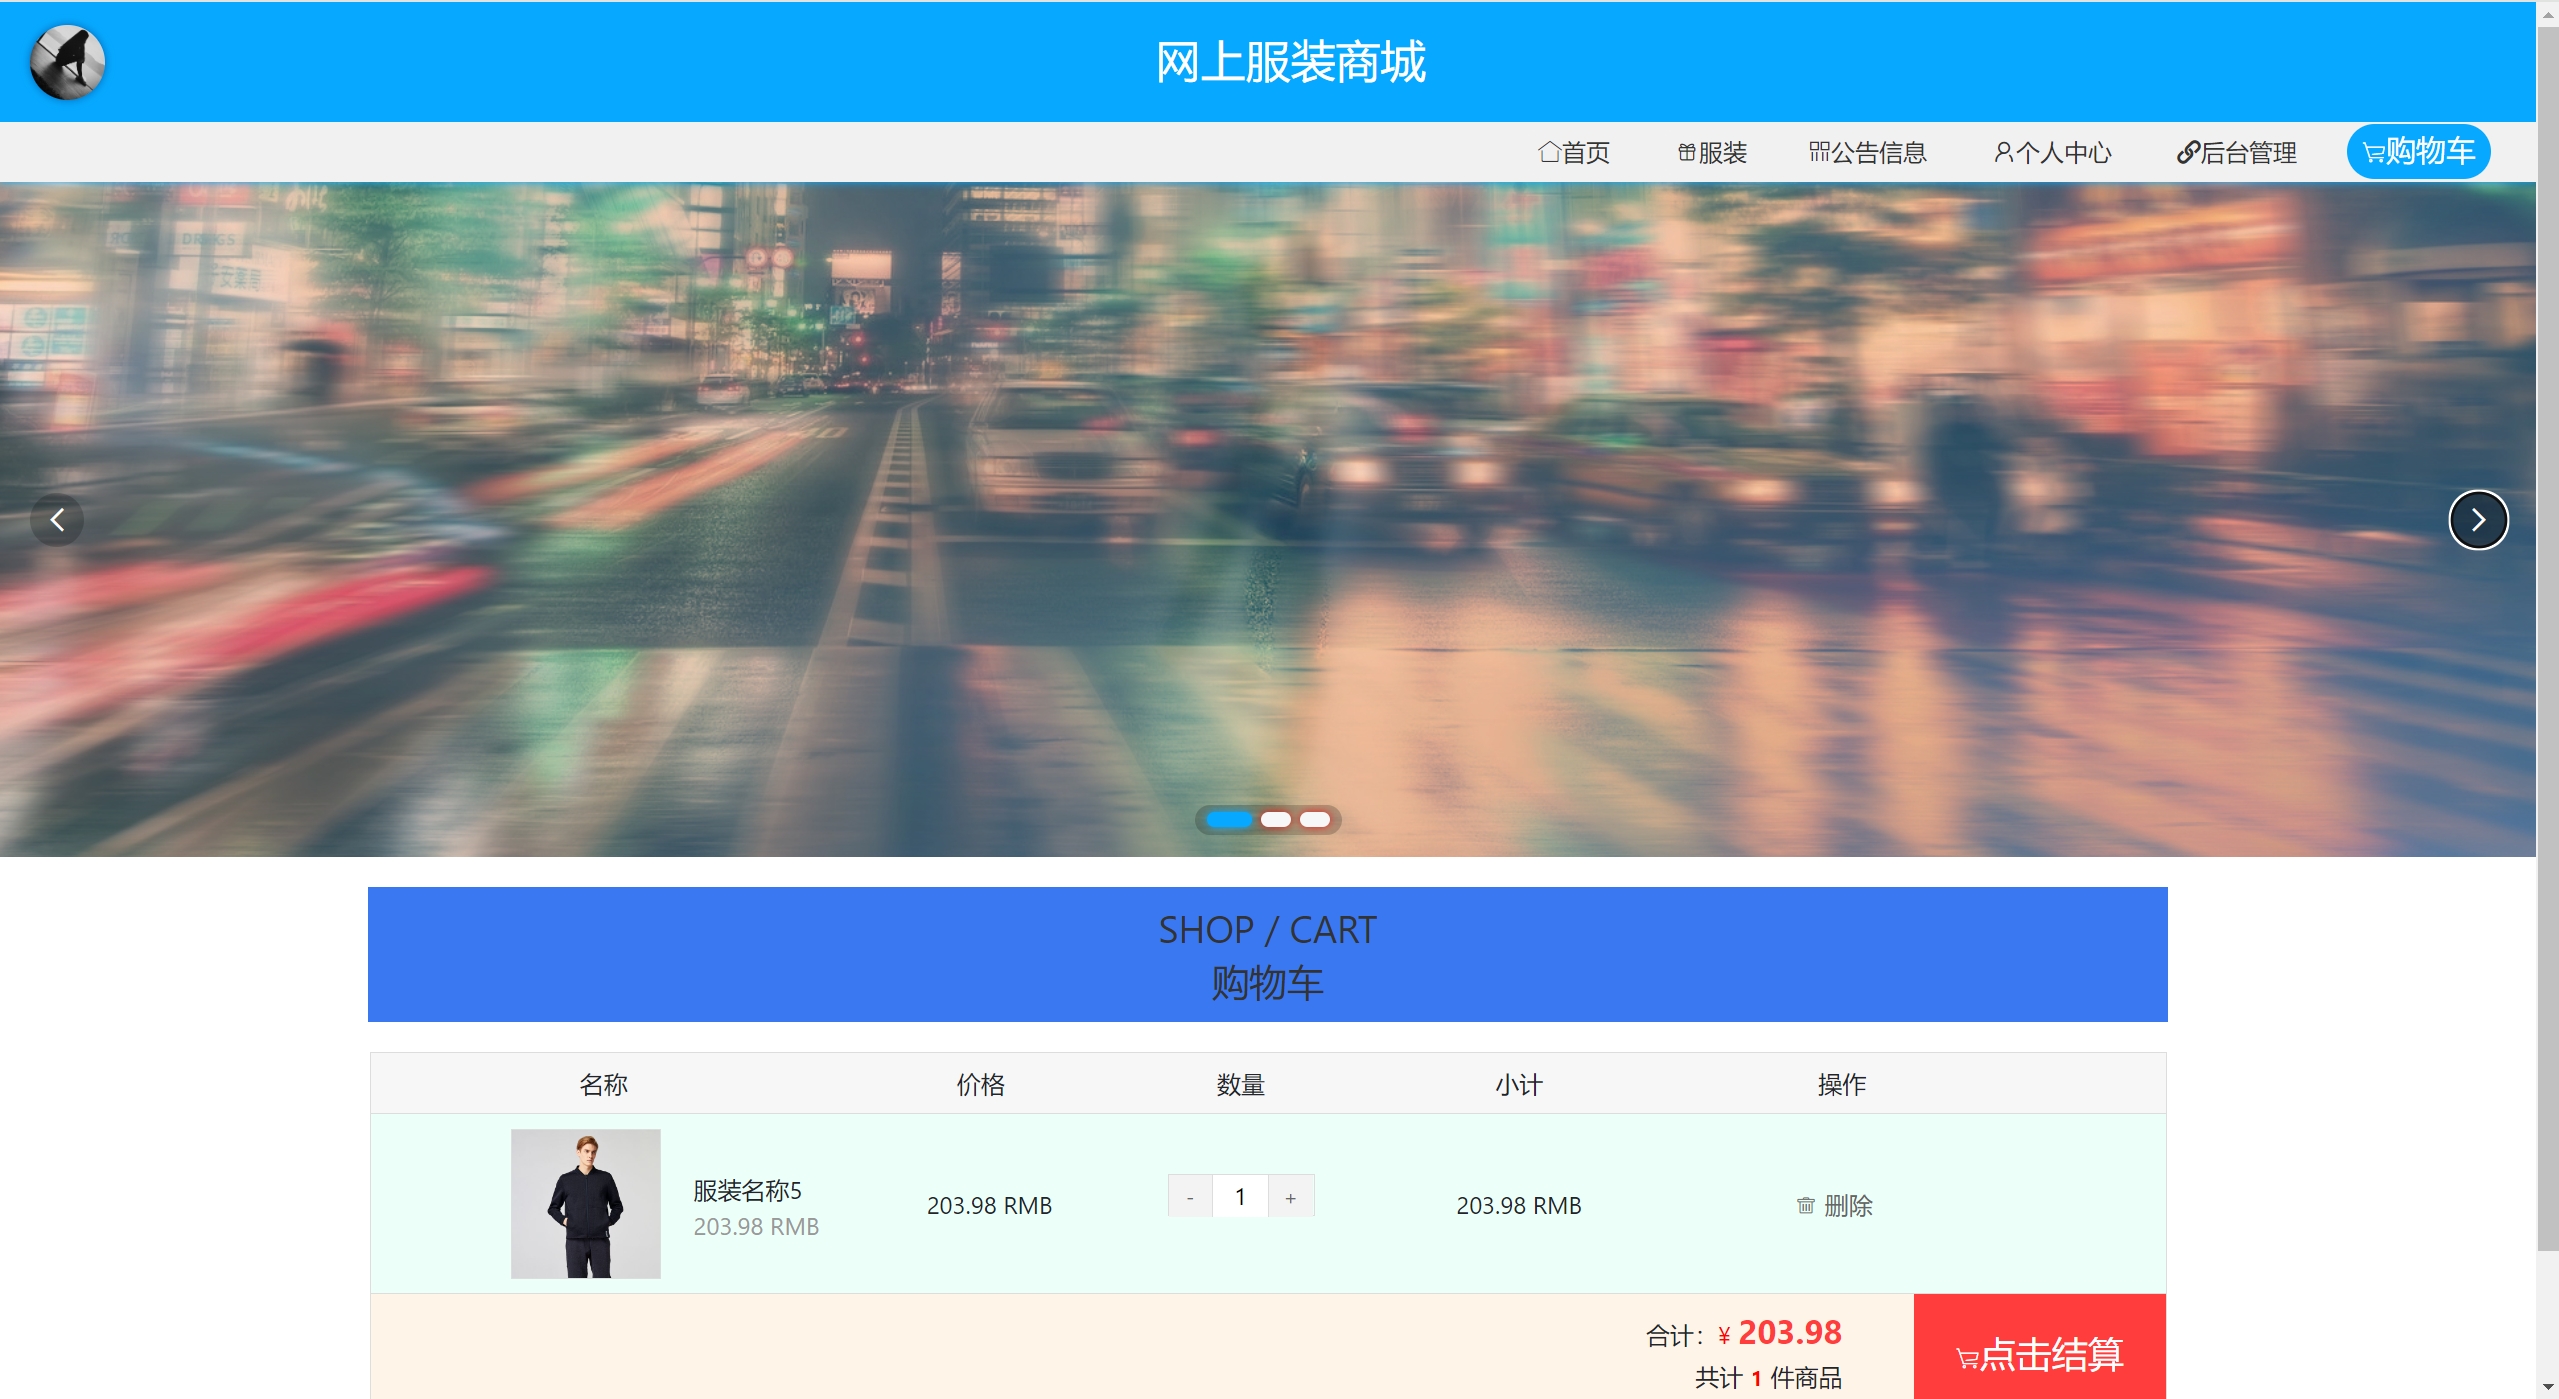 网上服装商城
首页 服装 公告信息 个人中心 后台管理 购物车
DRUGS
SHOP / CART
购物车
名称 价格 数量 小计 操作
服装名称5
203.98 RMB
203.98 RMB
- 1 +
203.98 RMB
删除
合计：¥ 203.98
共计 1 件商品
点击结算